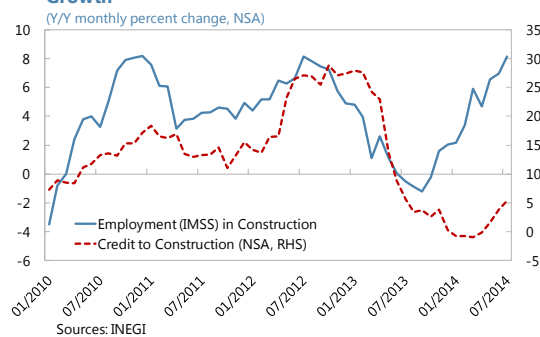 Growth
(Y/Y monthly percent change, NSA)
10 35
8 30
6 25
4 20
2 15
0 10
-2 5
-4 0
-6 -5
Employment (IMSS) in Construction
Credit to Construction (NSA, RHS)
01/2010 07/2010 01/2011 07/2011 01/2012 07/2012 01/2013 07/2013 01/2014 07/2014
Sources: INEGI